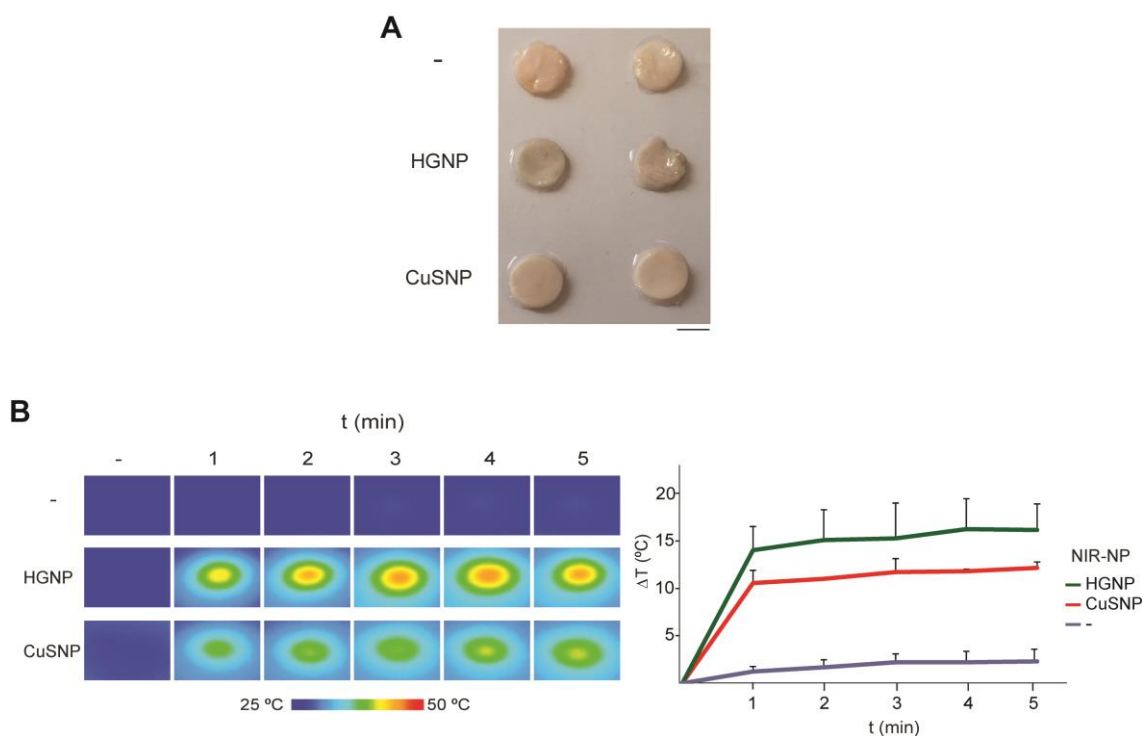 A
-
HGNP
CuSNP
B
t (min)
- 1 2 3 4 5
-
HGNP
CuSNP
25 ºC 50 ºC
20
15
10
5
ΔT (ºC)
1 2 3 4 5
t (min)
NIR-NP
HGNP
CuSNP
-